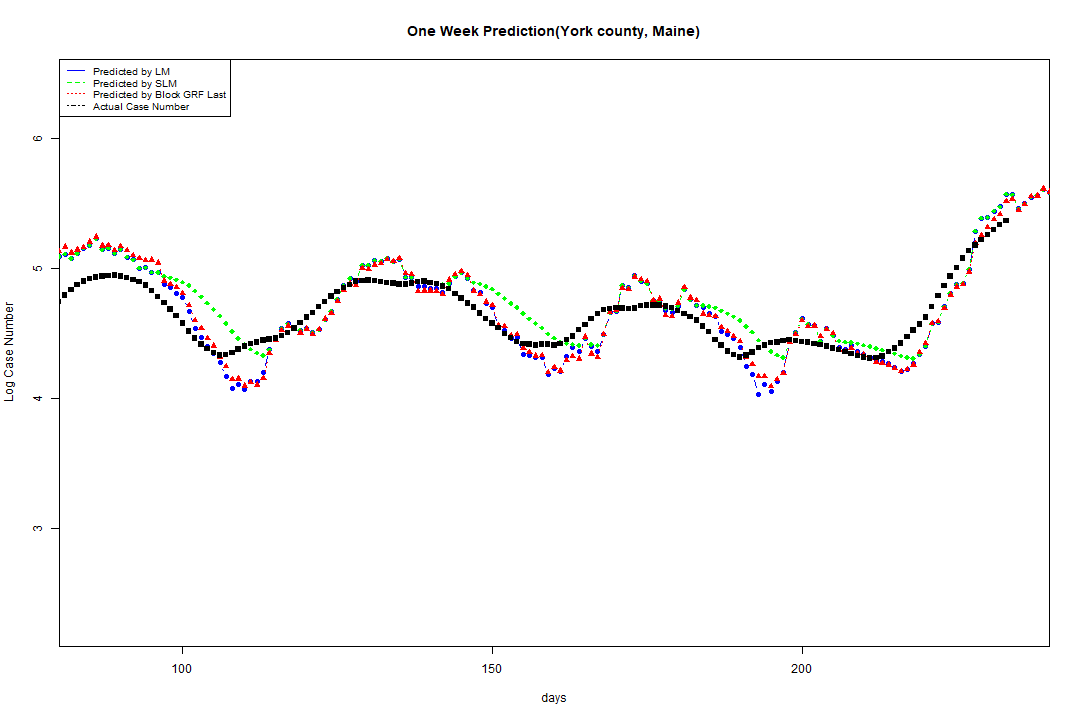 One Week Prediction(York county, Maine)
Predicted by LM
Predicted by SLM
Predicted by Block GRF Last
Actual Case Number
6
5
4
3
Log Case Number
100
150
200
days